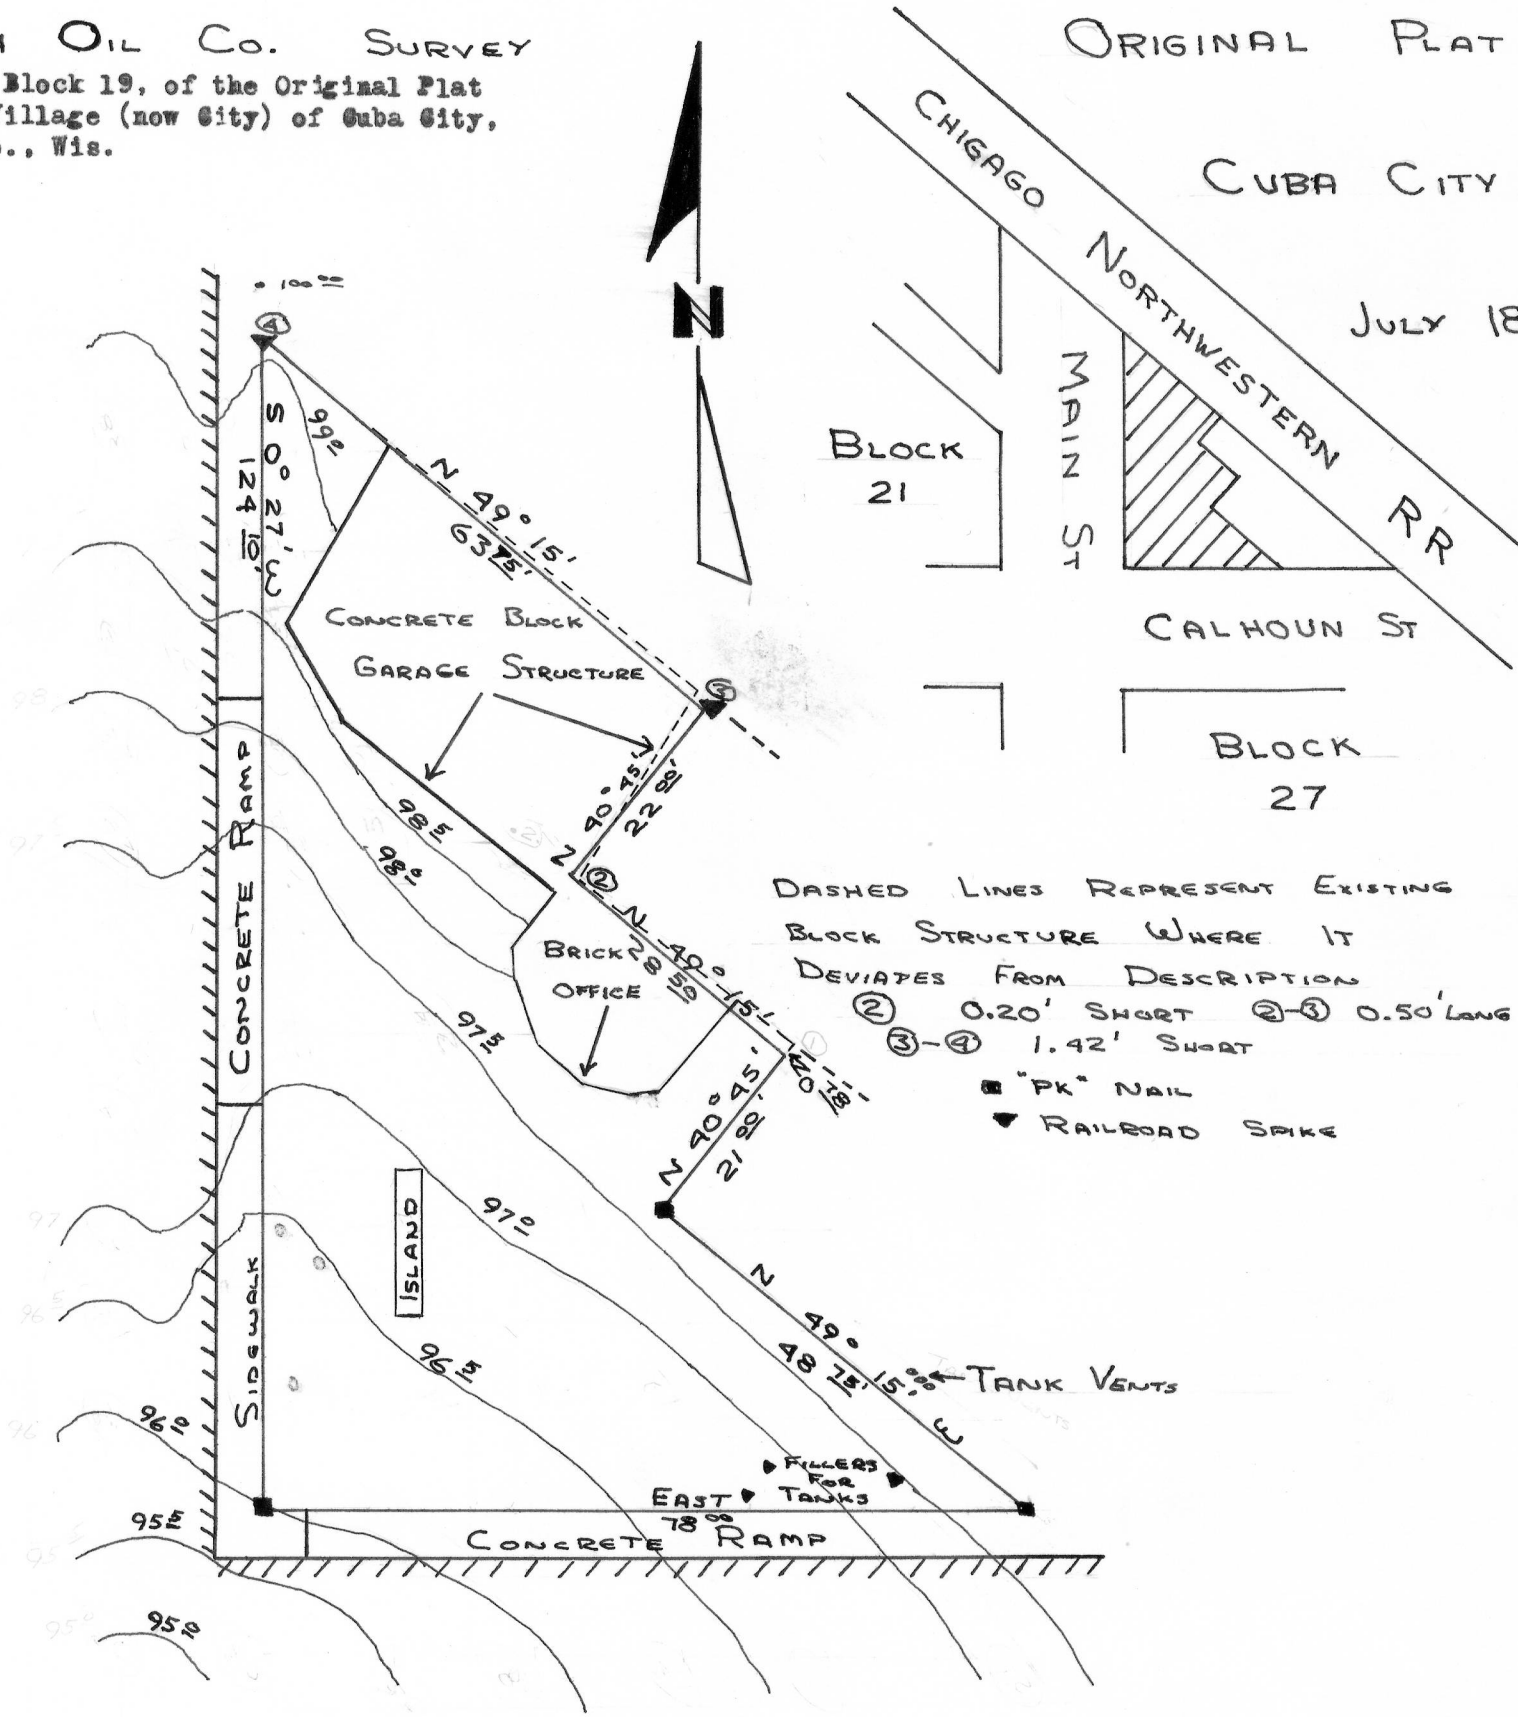 OIL CO. SURVEY
Block 19, of the Original Plat
Village (now City) of Cuba City,
Wis.
ORIGINAL PLAT
CUBA CITY
JULY 18
CHIGAGO NORTHWESTERN RR
MAIN ST
BLOCK
21
CALHOUN ST
BLOCK
27
N
100 00
4
S 0° 27' W
124 10'
99 0
N 49° 15'
63 75'
CONCRETE BLOCK
GARAGE STRUCTURE
3
N 40° 45'
22 00'
2
98 5
98 0
N 49° 15'
28 50
BRICK
OFFICE
0 78
DASHED LINES REPRESENT EXISTING
BLOCK STRUCTURE WHERE IT
DEVIATES FROM DESCRIPTION
2 0.20' SHORT 2-3 0.50' LONG
3-4 1.42' SHORT
"PK" NAIL
RAILROAD SPIKE
CONCRETE RAMP
97 5
N 40° 45'
21 00'
97 0
ISLAND
SIDEWALK
N 49° 15' W
48 75'
TANK VENTS
96 5
96 0
FILLERS
FOR
TANKS
EAST
78 00
CONCRETE RAMP
95 5
95 0